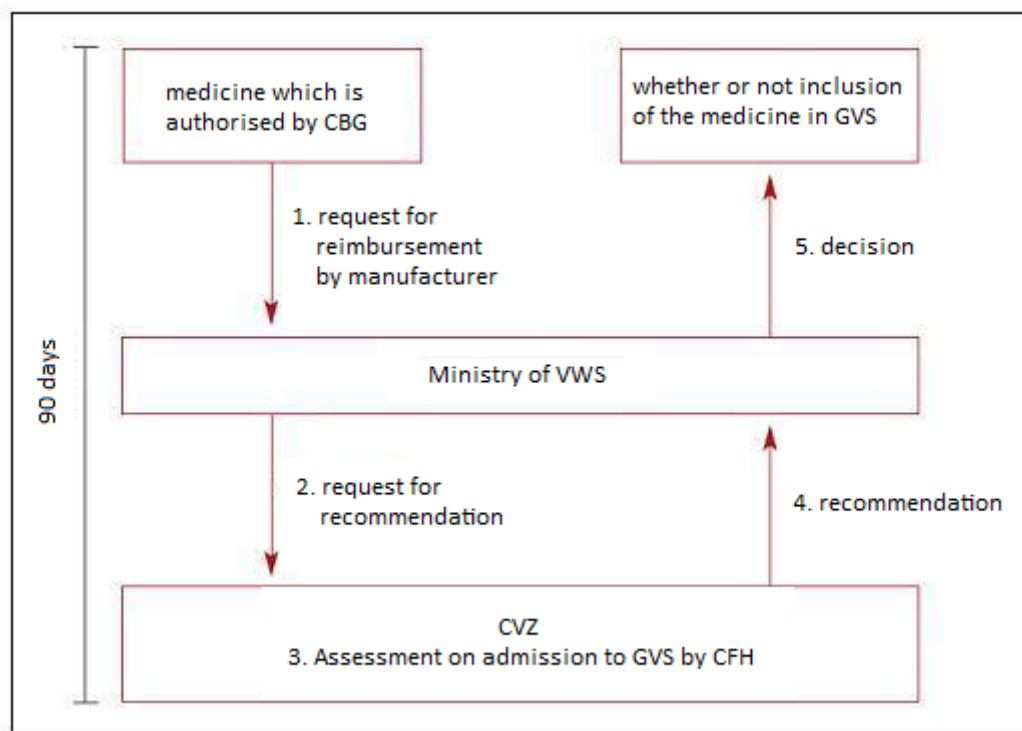 medicine which is
authorised by CBG
whether or not inclusion
of the medicine in GVS
1. request for
reimbursement
by manufacturer
5. decision
90 days
Ministry of VWS
2. request for
recommendation
4. recommendation
CVZ
3. Assessment on admission to GVS by CFH